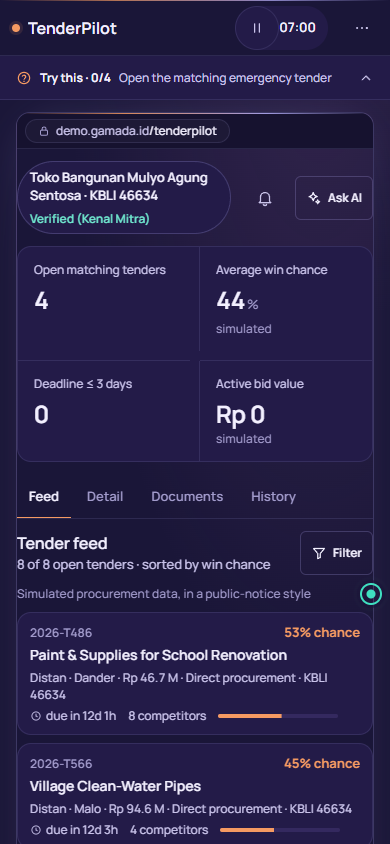 TenderPilot
07:00
Try this · 0/4 Open the matching emergency tender
demo.gamada.id/tenderpilot
Toko Bangunan Mulyo Agung
Sentosa · KBLI 46634
Verified (Kenal Mitra)
Ask AI
Open matching tenders
4
Average win chance
44%
simulated
Deadline ≤ 3 days
0
Active bid value
Rp 0
simulated
Feed
Detail
Documents
History
Tender feed
8 of 8 open tenders · sorted by win chance
Filter
Simulated procurement data, in a public-notice style
2026-T486
53% chance
Paint & Supplies for School Renovation
Distan · Dander · Rp 46.7 M · Direct procurement · KBLI
46634
due in 12d 1h
8 competitors
2026-T566
45% chance
Village Clean-Water Pipes
Distan · Malo · Rp 94.6 M · Direct procurement · KBLI 46634
due in 12d 3h
4 competitors